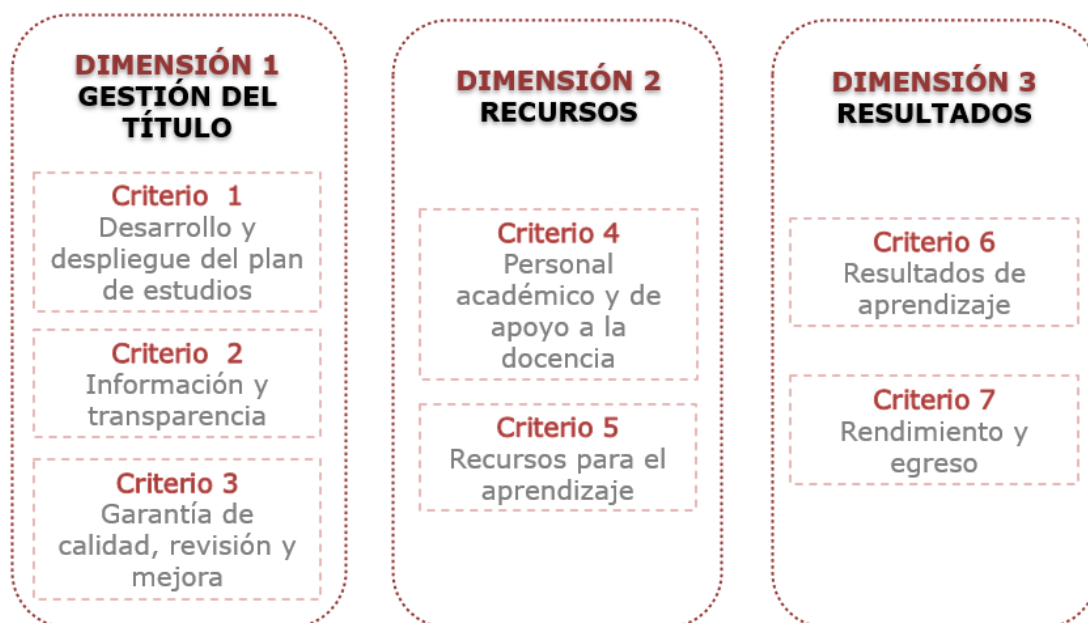 DIMENSIÓN 1
GESTIÓN DEL
TÍTULO
Criterio 1
Desarrollo y
despliegue del plan
de estudios
Criterio 2
Información y
transparencia
Criterio 3
Garantía de
calidad, revisión y
mejora
DIMENSIÓN 2
RECURSOS
Criterio 4
Personal
académico y de
apoyo a la
docencia
Criterio 5
Recursos para el
aprendizaje
DIMENSIÓN 3
RESULTADOS
Criterio 6
Resultados de
aprendizaje
Criterio 7
Rendimiento y
egreso